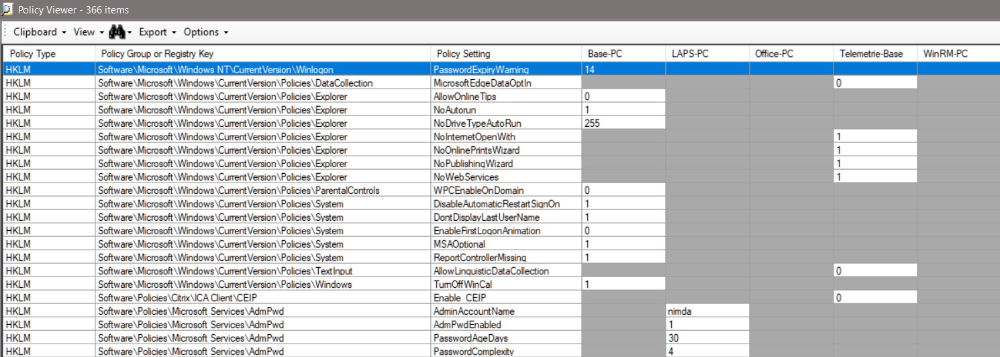 Policy Viewer - 366 items
Clipboard View Export Options
Policy Type Policy Group or Registry Key Policy Setting Base-PC LAPS-PC Office-PC Telemetrie-Base WinRM-PC
HKLM Software\Microsoft\Windows NT\CurrentVersion\Winlogon PasswordExpiryWarning 14
HKLM Software\Microsoft\Windows\CurrentVersion\Policies\DataCollection MicrosoftEdgeDataOptIn 0
HKLM Software\Microsoft\Windows\CurrentVersion\Policies\Explorer AllowOnlineTips 0
HKLM Software\Microsoft\Windows\CurrentVersion\Policies\Explorer NoAutorun 1
HKLM Software\Microsoft\Windows\CurrentVersion\Policies\Explorer NoDriveTypeAutoRun 255
HKLM Software\Microsoft\Windows\CurrentVersion\Policies\Explorer NoInternetOpenWith 1
HKLM Software\Microsoft\Windows\CurrentVersion\Policies\Explorer NoOnlinePrintsWizard 1
HKLM Software\Microsoft\Windows\CurrentVersion\Policies\Explorer NoPublishingWizard 1
HKLM Software\Microsoft\Windows\CurrentVersion\Policies\Explorer NoWebServices 1
HKLM Software\Microsoft\Windows\CurrentVersion\Policies\ParentalControls WPCEnableOnDomain 0
HKLM Software\Microsoft\Windows\CurrentVersion\Policies\System DisableAutomaticRestartSignOn 1
HKLM Software\Microsoft\Windows\CurrentVersion\Policies\System DontDisplayLastUserName 1
HKLM Software\Microsoft\Windows\CurrentVersion\Policies\System EnableFirstLogonAnimation 0
HKLM Software\Microsoft\Windows\CurrentVersion\Policies\System MSAOptional 1
HKLM Software\Microsoft\Windows\CurrentVersion\Policies\System ReportControllerMissing 1
HKLM Software\Microsoft\Windows\CurrentVersion\Policies\TextInput AllowLinguisticDataCollection 0
HKLM Software\Microsoft\Windows\CurrentVersion\Policies\Windows TurnOffWinCal 1
HKLM Software\Policies\Citrix\ICA Client\CEIP Enable_CEIP 0
HKLM Software\Policies\Microsoft Services\AdmPwd AdminAccountName nimda
HKLM Software\Policies\Microsoft Services\AdmPwd AdmPwdEnabled 1
HKLM Software\Policies\Microsoft Services\AdmPwd PasswordAgeDays 30
HKLM Software\Policies\Microsoft Services\AdmPwd PasswordComplexity 4